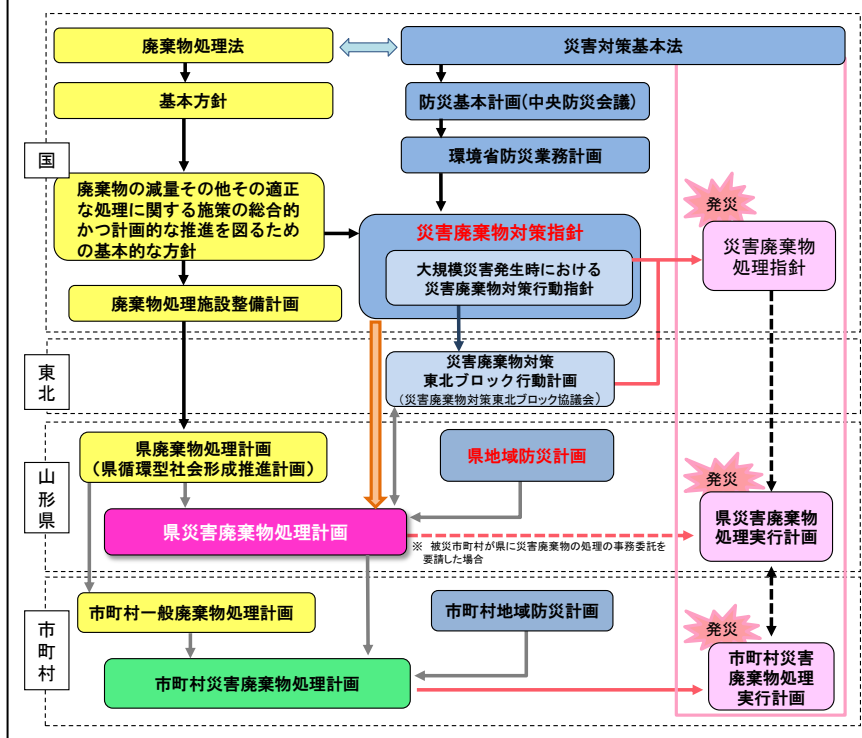 廃棄物処理法
災害対策基本法
基本方針
防災基本計画(中央防災会議)
国
環境省防災業務計画
廃棄物の減量その他その適正
な処理に関する施策の総合的
かつ計画的な推進を図るため
の基本的な方針
発災
災害廃棄物対策指針
災害廃棄物
処理指針
大規模災害発生時における
災害廃棄物対策行動指針
廃棄物処理施設整備計画
東北
災害廃棄物対策
東北ブロック行動計画
(災害廃棄物対策東北ブロック協議会)
山形県
県廃棄物処理計画
(県循環型社会形成推進計画)
県地域防災計画
発災
県災害廃棄物処理計画
県災害廃棄物
処理実行計画
※ 被災市町村が県に災害廃棄物の処理の事務委託を
要請した場合
市町村
市町村一般廃棄物処理計画
市町村地域防災計画
発災
市町村災害廃棄物処理計画
市町村災害
廃棄物処理
実行計画